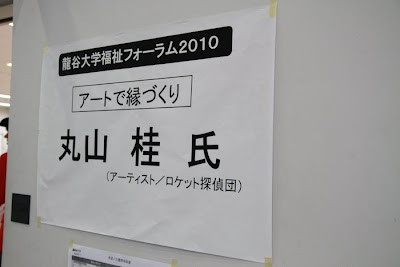 龍谷大学福祉フォーラム2010
アートで縁づくり
丸山 桂 氏
(アーティスト／ロケット探偵団)